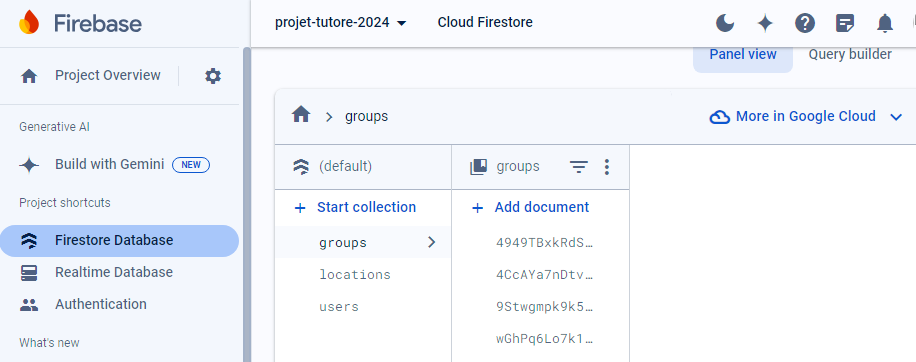 Firebase
projet-tutore-2024
Cloud Firestore
Project Overview
Generative AI
Build with Gemini NEW
Project shortcuts
Firestore Database
Realtime Database
Authentication
What's new
Panel view
Query builder
groups
More in Google Cloud
(default)
+ Start collection
groups
locations
users
groups
+ Add document
4949TBxkRdS…
4CcAYa7nDtv…
9Stwgmpk9k5…
wGhPq6Lo7k1…